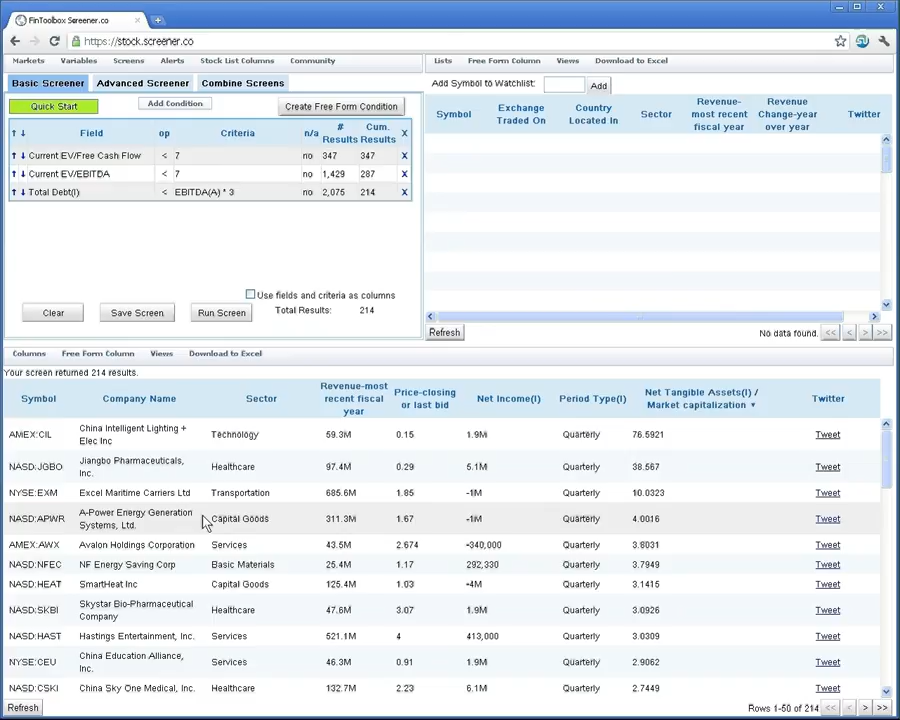 FinToolbox Screener.co
https://stock.screener.co
Markets Variables Screens Alerts Stock List Columns Community
Basic Screener Advanced Screener Combine Screens
Quick Start Add Condition Create Free Form Condition
Field op Criteria n/a # Results Cum. Results X
Current EV/Free Cash Flow < 7 no 347 347 X
Current EV/EBITDA < 7 no 1,429 287 X
Total Debt(I) < EBITDA(A) * 3 no 2,075 214 X
Use fields and criteria as columns
Clear Save Screen Run Screen Total Results: 214
Lists Free Form Column Views Download to Excel
Add Symbol to Watchlist: Add
Symbol Exchange Traded On Country Located In Sector Revenue-most recent fiscal year Revenue Change-year over year Twitter
Refresh No data found. << < > >>
Columns Free Form Column Views Download to Excel
Your screen returned 214 results.
Symbol Company Name Sector Revenue-most recent fiscal year Price-closing or last bid Net Income(I) Period Type(I) Net Tangible Assets(I) / Market capitalization ▼ Twitter
AMEX:CIL China Intelligent Lighting + Elec Inc Technology 59.3M 0.15 1.9M Quarterly 76.5921 Tweet
NASD:JGBO Jiangbo Pharmaceuticals, Inc. Healthcare 97.4M 0.29 5.1M Quarterly 38.567 Tweet
NYSE:EXM Excel Maritime Carriers Ltd Transportation 685.6M 1.85 -1M Quarterly 10.0323 Tweet
NASD:APWR A-Power Energy Generation Systems, Ltd. Capital Goods 311.3M 1.67 -1M Quarterly 4.0016 Tweet
AMEX:AWX Avalon Holdings Corporation Services 43.5M 2.674 -340,000 Quarterly 3.8031 Tweet
NASD:NFEC NF Energy Saving Corp Basic Materials 25.4M 1.17 292,330 Quarterly 3.7949 Tweet
NASD:HEAT SmartHeat Inc Capital Goods 125.4M 1.03 -4M Quarterly 3.1415 Tweet
NASD:SKBI Skystar Bio-Pharmaceutical Company Healthcare 47.6M 3.07 1.9M Quarterly 3.0926 Tweet
NASD:HAST Hastings Entertainment, Inc. Services 521.1M 4 413,000 Quarterly 3.0309 Tweet
NYSE:CEU China Education Alliance, Inc. Services 46.3M 0.91 1.9M Quarterly 2.9062 Tweet
NASD:CSKI China Sky One Medical, Inc. Healthcare 132.7M 2.23 6.1M Quarterly 2.7449 Tweet
Refresh Rows 1-50 of 214 << < > >>